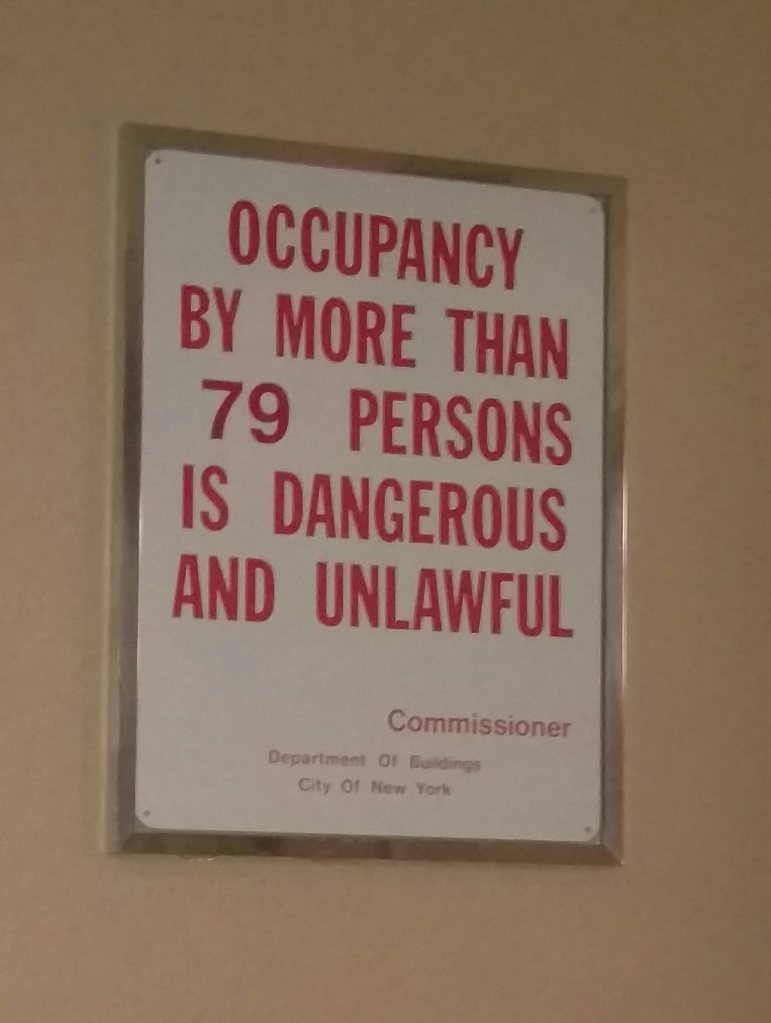 OCCUPANCY
BY MORE THAN
79 PERSONS
IS DANGEROUS
AND UNLAWFUL
Commissioner
Department Of Buildings
City Of New York